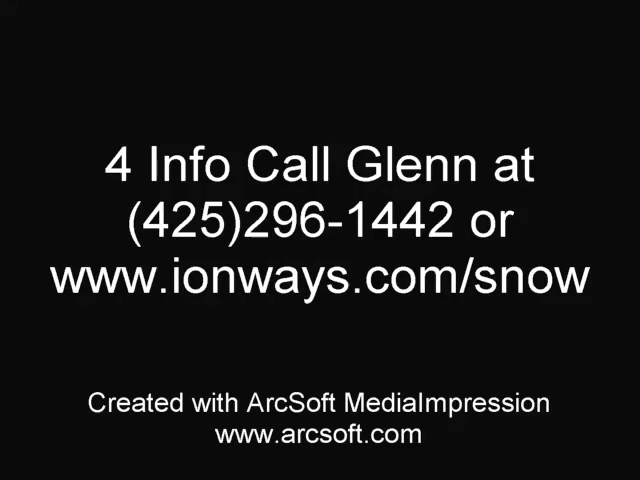 4 Info Call Glenn at
(425)296-1442 or
www.ionways.com/snow
Created with ArcSoft MediaImpression
www.arcsoft.com